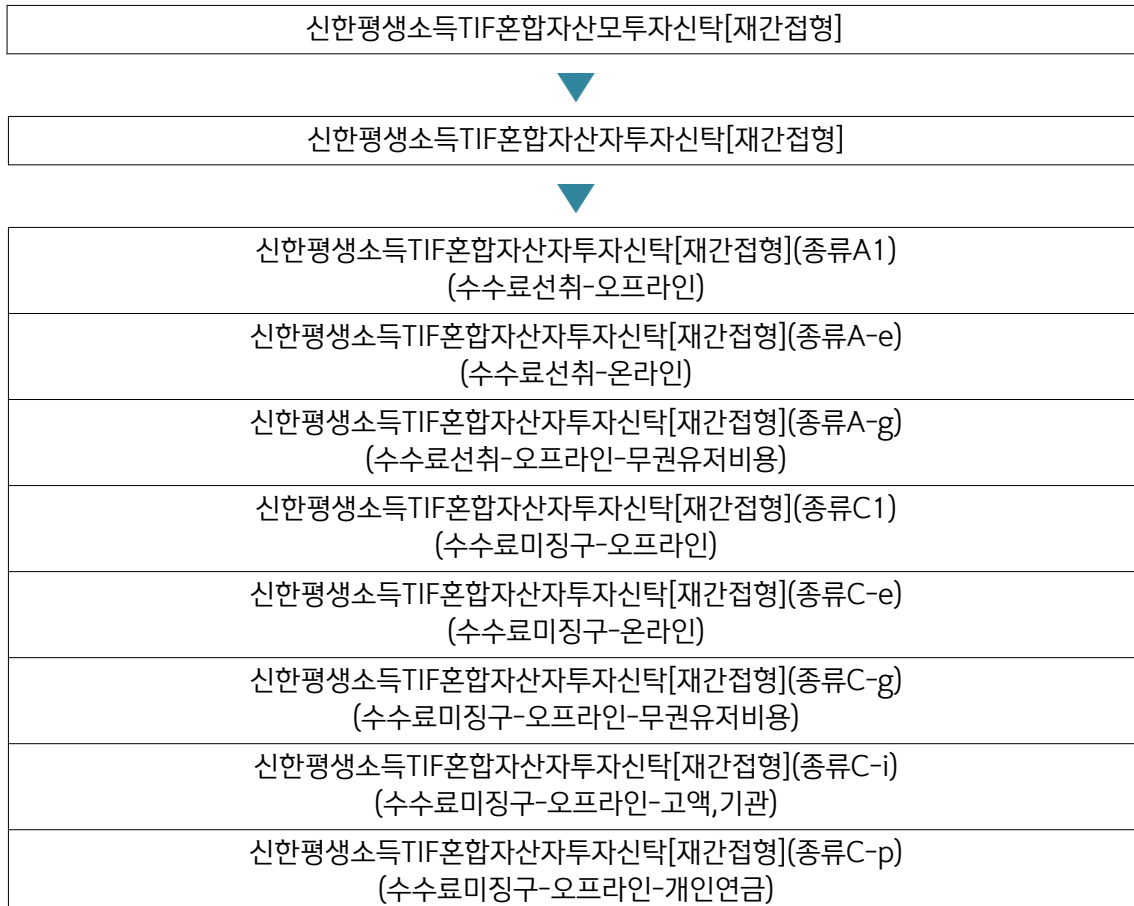 신한평생소득TIF혼합자산모투자신탁[재간접형]
신한평생소득TIF혼합자산자투자신탁[재간접형]
신한평생소득TIF혼합자산자투자신탁[재간접형](종류A1)
(수수료선취-오프라인)
신한평생소득TIF혼합자산자투자신탁[재간접형](종류A-e)
(수수료선취-온라인)
신한평생소득TIF혼합자산자투자신탁[재간접형](종류A-g)
(수수료선취-오프라인-무권유저비용)
신한평생소득TIF혼합자산자투자신탁[재간접형](종류C1)
(수수료미징구-오프라인)
신한평생소득TIF혼합자산자투자신탁[재간접형](종류C-e)
(수수료미징구-온라인)
신한평생소득TIF혼합자산자투자신탁[재간접형](종류C-g)
(수수료미징구-오프라인-무권유저비용)
신한평생소득TIF혼합자산자투자신탁[재간접형](종류C-i)
(수수료미징구-오프라인-고액,기관)
신한평생소득TIF혼합자산자투자신탁[재간접형](종류C-p)
(수수료미징구-오프라인-개인연금)